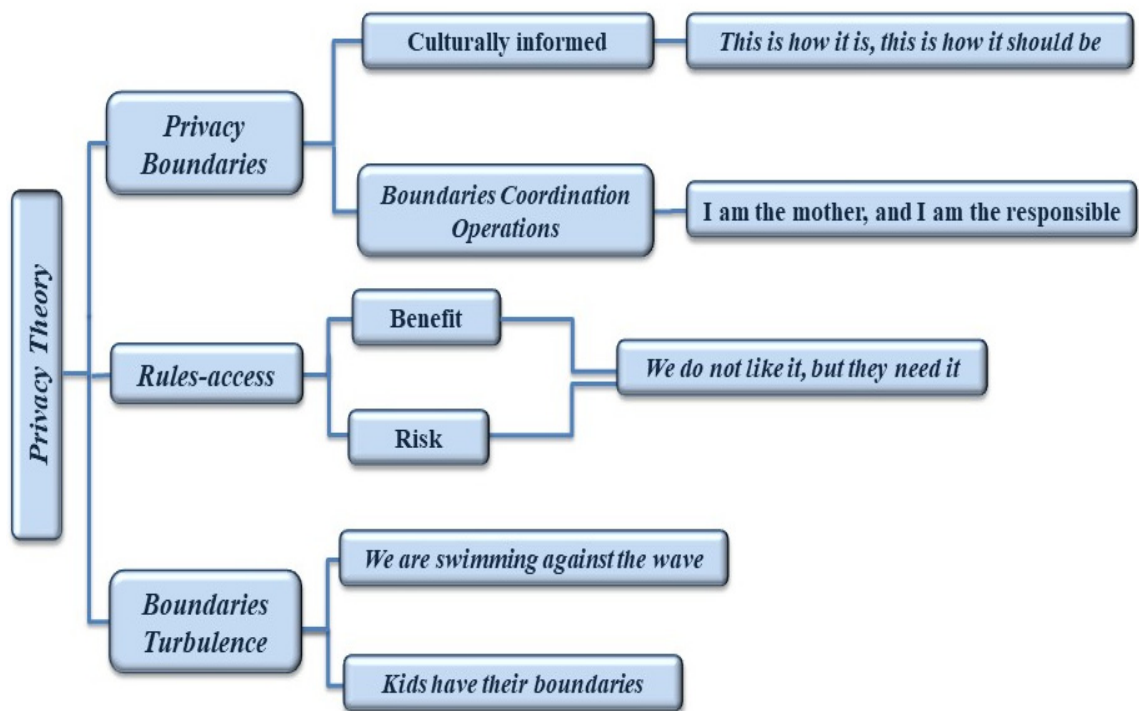 Privacy Theory
Privacy
Boundaries
Culturally informed
This is how it is, this is how it should be
Boundaries Coordination
Operations
I am the mother, and I am the responsible
Rules-access
Benefit
Risk
We do not like it, but they need it
Boundaries
Turbulence
We are swimming against the wave
Kids have their boundaries